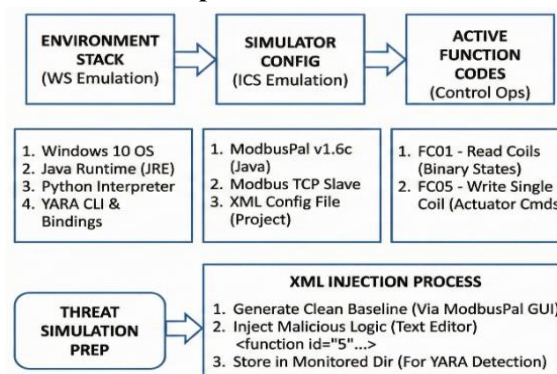 ENVIRONMENT
STACK
(WS Emulation)
SIMULATOR
CONFIG
(ICS Emulation)
ACTIVE
FUNCTION
CODES
(Control Ops)
1. Windows 10 OS
2. Java Runtime (JRE)
3. Python Interpreter
4. YARA CLI &
Bindings
1. ModbusPal v1.6c
(Java)
2. Modbus TCP Slave
3. XML Config File
(Project)
1. FC01 - Read Coils
(Binary States)
2. FC05 - Write Single
Coil (Actuator Cmds
THREAT
SIMULATION
PREP
XML INJECTION PROCESS
1. Generate Clean Baseline (Via ModbusPal GUI)
2. Inject Malicious Logic (Text Editor)
<function id="5"...>
3. Store in Monitored Dir (For YARA Detection)